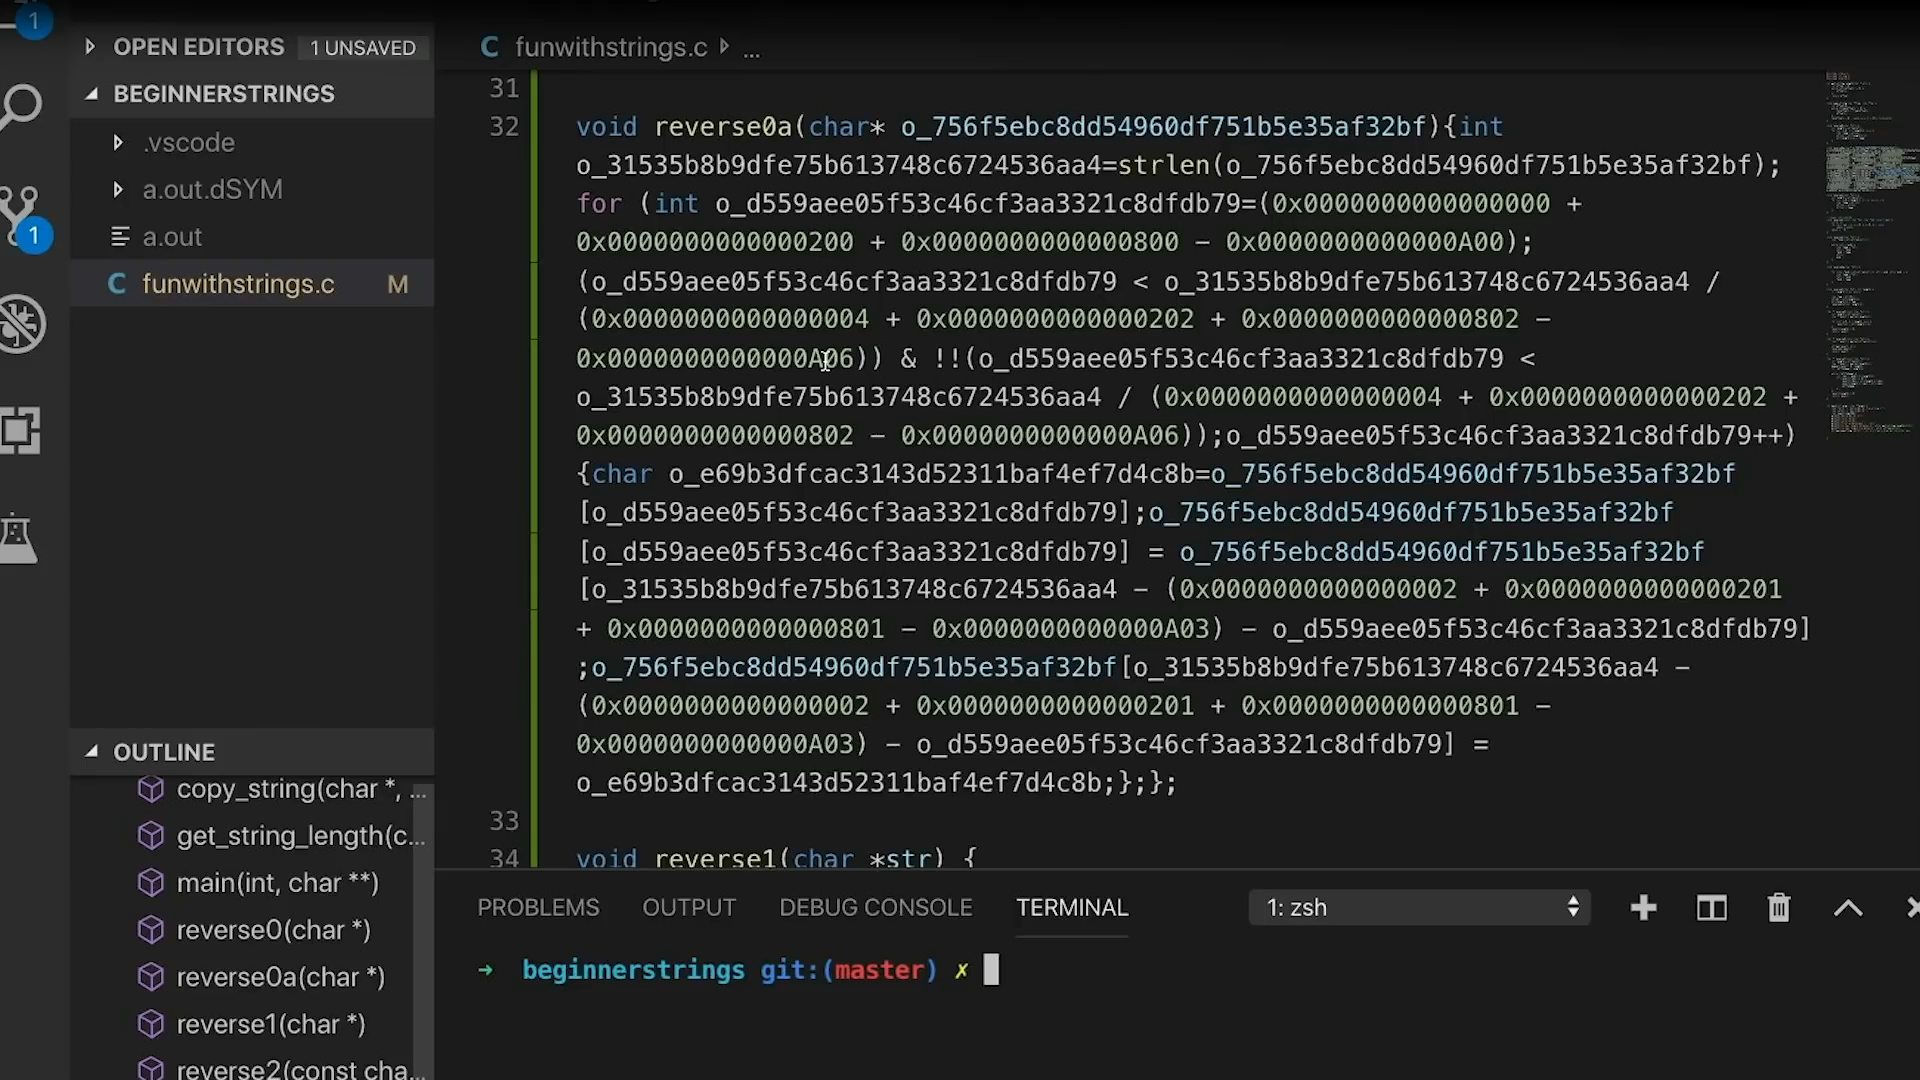 1
OPEN EDITORS 1 UNSAVED
BEGINNERSTRINGS
.vscode
a.out.dSYM
a.out
1
C funwithstrings.c M
OUTLINE
copy_string(char *, ...
get_string_length(c...
main(int, char **)
reverse0(char *)
reverse0a(char *)
reverse1(char *)
reverse2(const cha...
C funwithstrings.c ...
31
32 void reverse0a(char* o_756f5ebc8dd54960df751b5e35af32bf){int
o_31535b8b9dfe75b613748c6724536aa4=strlen(o_756f5ebc8dd54960df751b5e35af32bf);
for (int o_d559aee05f53c46cf3aa3321c8dfdb79=(0x0000000000000000 +
0x0000000000000200 + 0x0000000000000800 - 0x0000000000000A00);
(o_d559aee05f53c46cf3aa3321c8dfdb79 < o_31535b8b9dfe75b613748c6724536aa4 /
(0x0000000000000004 + 0x0000000000000202 + 0x0000000000000802 -
0x0000000000000A06)) & !!(o_d559aee05f53c46cf3aa3321c8dfdb79 <
o_31535b8b9dfe75b613748c6724536aa4 / (0x0000000000000004 + 0x0000000000000202 +
0x0000000000000802 - 0x0000000000000A06));o_d559aee05f53c46cf3aa3321c8dfdb79++)
{char o_e69b3dfcac3143d52311baf4ef7d4c8b=o_756f5ebc8dd54960df751b5e35af32bf
[o_d559aee05f53c46cf3aa3321c8dfdb79];o_756f5ebc8dd54960df751b5e35af32bf
[o_d559aee05f53c46cf3aa3321c8dfdb79] = o_756f5ebc8dd54960df751b5e35af32bf
[o_31535b8b9dfe75b613748c6724536aa4 - (0x0000000000000002 + 0x0000000000000201
+ 0x0000000000000801 - 0x0000000000000A03) - o_d559aee05f53c46cf3aa3321c8dfdb79]
;o_756f5ebc8dd54960df751b5e35af32bf[o_31535b8b9dfe75b613748c6724536aa4 -
(0x0000000000000002 + 0x0000000000000201 + 0x0000000000000801 -
0x0000000000000A03) - o_d559aee05f53c46cf3aa3321c8dfdb79] =
o_e69b3dfcac3143d52311baf4ef7d4c8b;};};
33
34 void reverse1(char *str) {
PROBLEMS OUTPUT DEBUG CONSOLE TERMINAL 1: zsh
➜ beginnerstrings git:(master) ✗